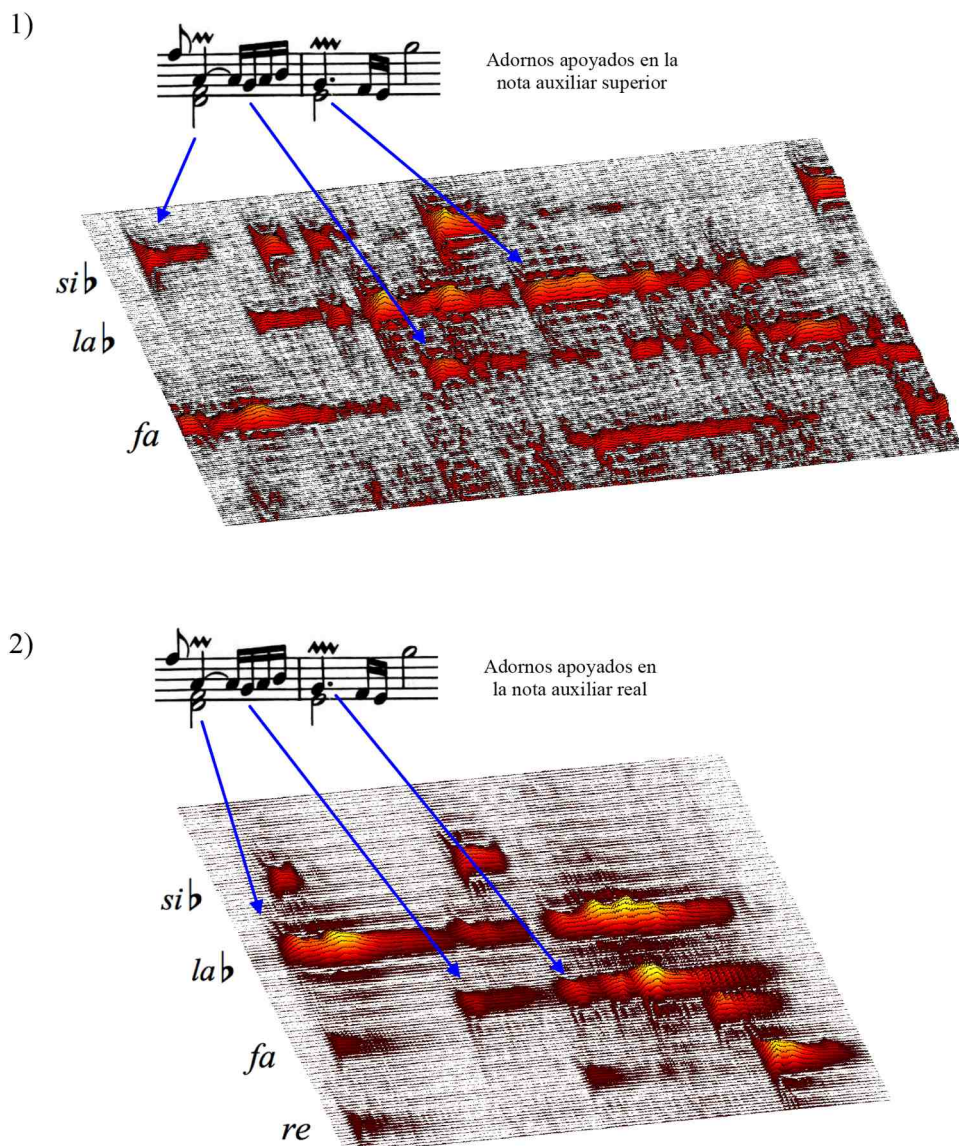 1)
Adornos apoyados en la
nota auxiliar superior
si♭
la♭
fa
2)
Adornos apoyados en
la nota auxiliar real
si♭
la♭
fa
re